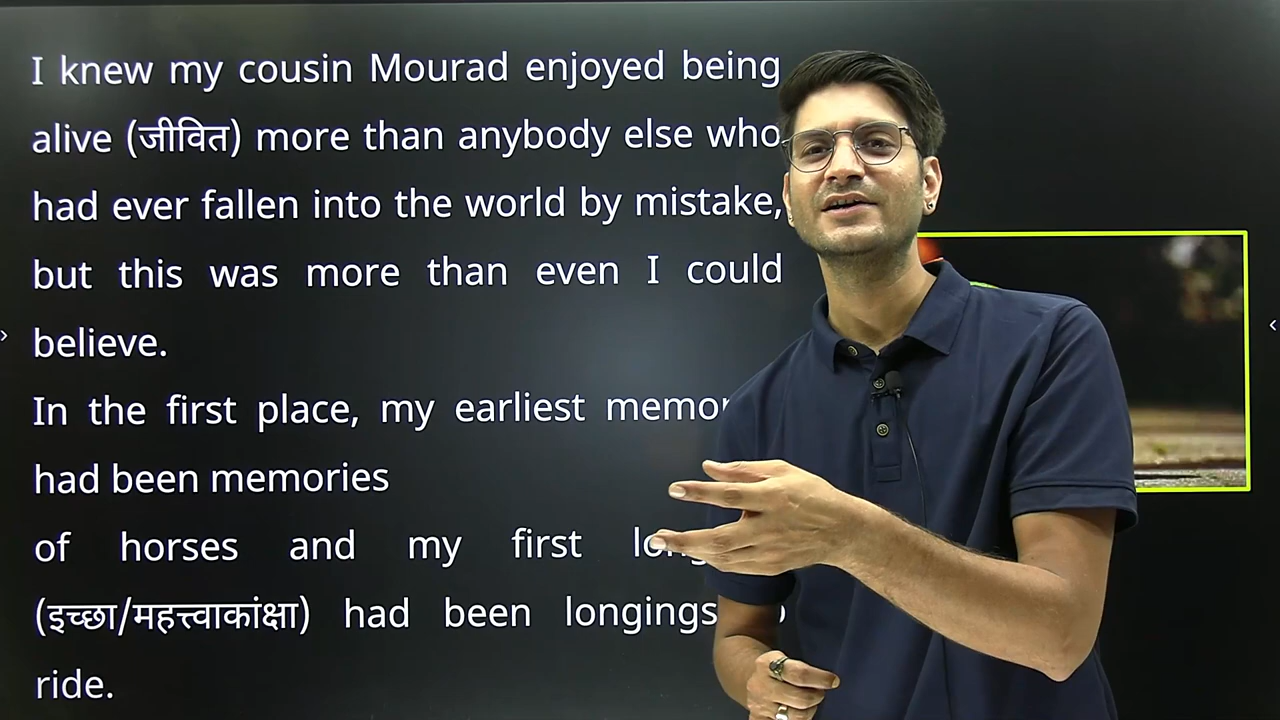 I knew my cousin Mourad enjoyed being
alive (जीवित) more than anybody else who
had ever fallen into the world by mistake,
but this was more than even I could
believe.
In the first place, my earliest
had been memories
of horses and my first
(इच्छा/महत्त्वाकांक्षा) had been longings
ride.